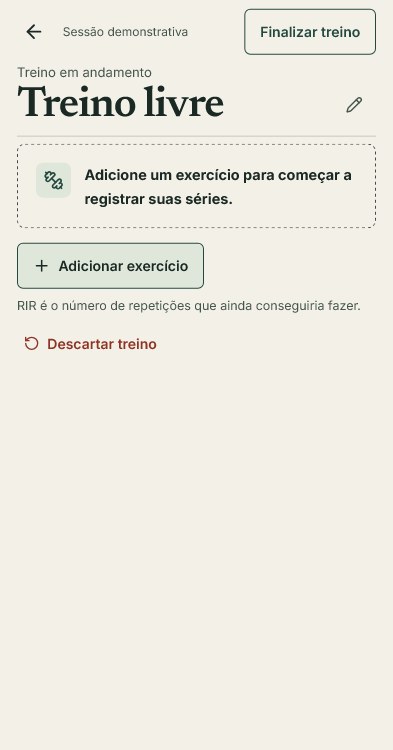 Sessão demonstrativa
Finalizar treino
Treino em andamento
Treino livre
Adicione um exercício para começar a
registrar suas séries.
Adicionar exercício
RIR é o número de repetições que ainda conseguiria fazer.
Descartar treino